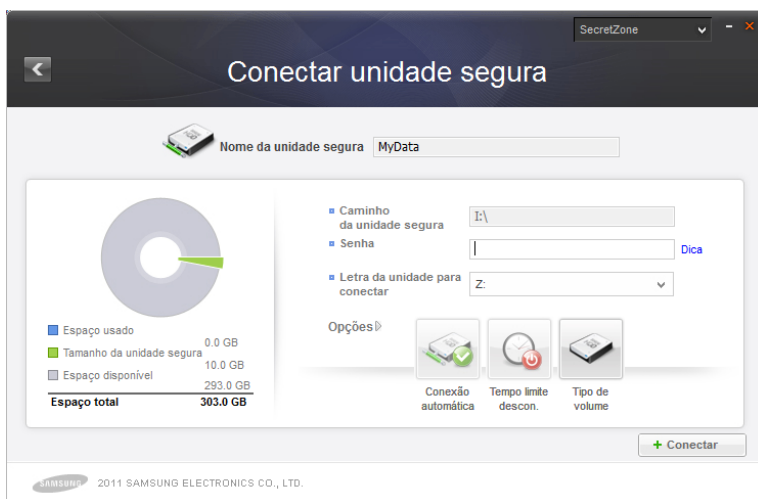 SecretZone
Conectar unidade segura
Nome da unidade segura MyData
Caminho
da unidade segura I:\
Senha Dica
Letra da unidade para
conectar Z:
Opções
Espaço usado
0.0 GB
Tamanho da unidade segura
10.0 GB
Espaço disponível
293.0 GB
Espaço total 303.0 GB
Conexão
automática
Tempo limite
descon.
Tipo de
volume
+ Conectar
SAMSUNG 2011 SAMSUNG ELECTRONICS CO., LTD.